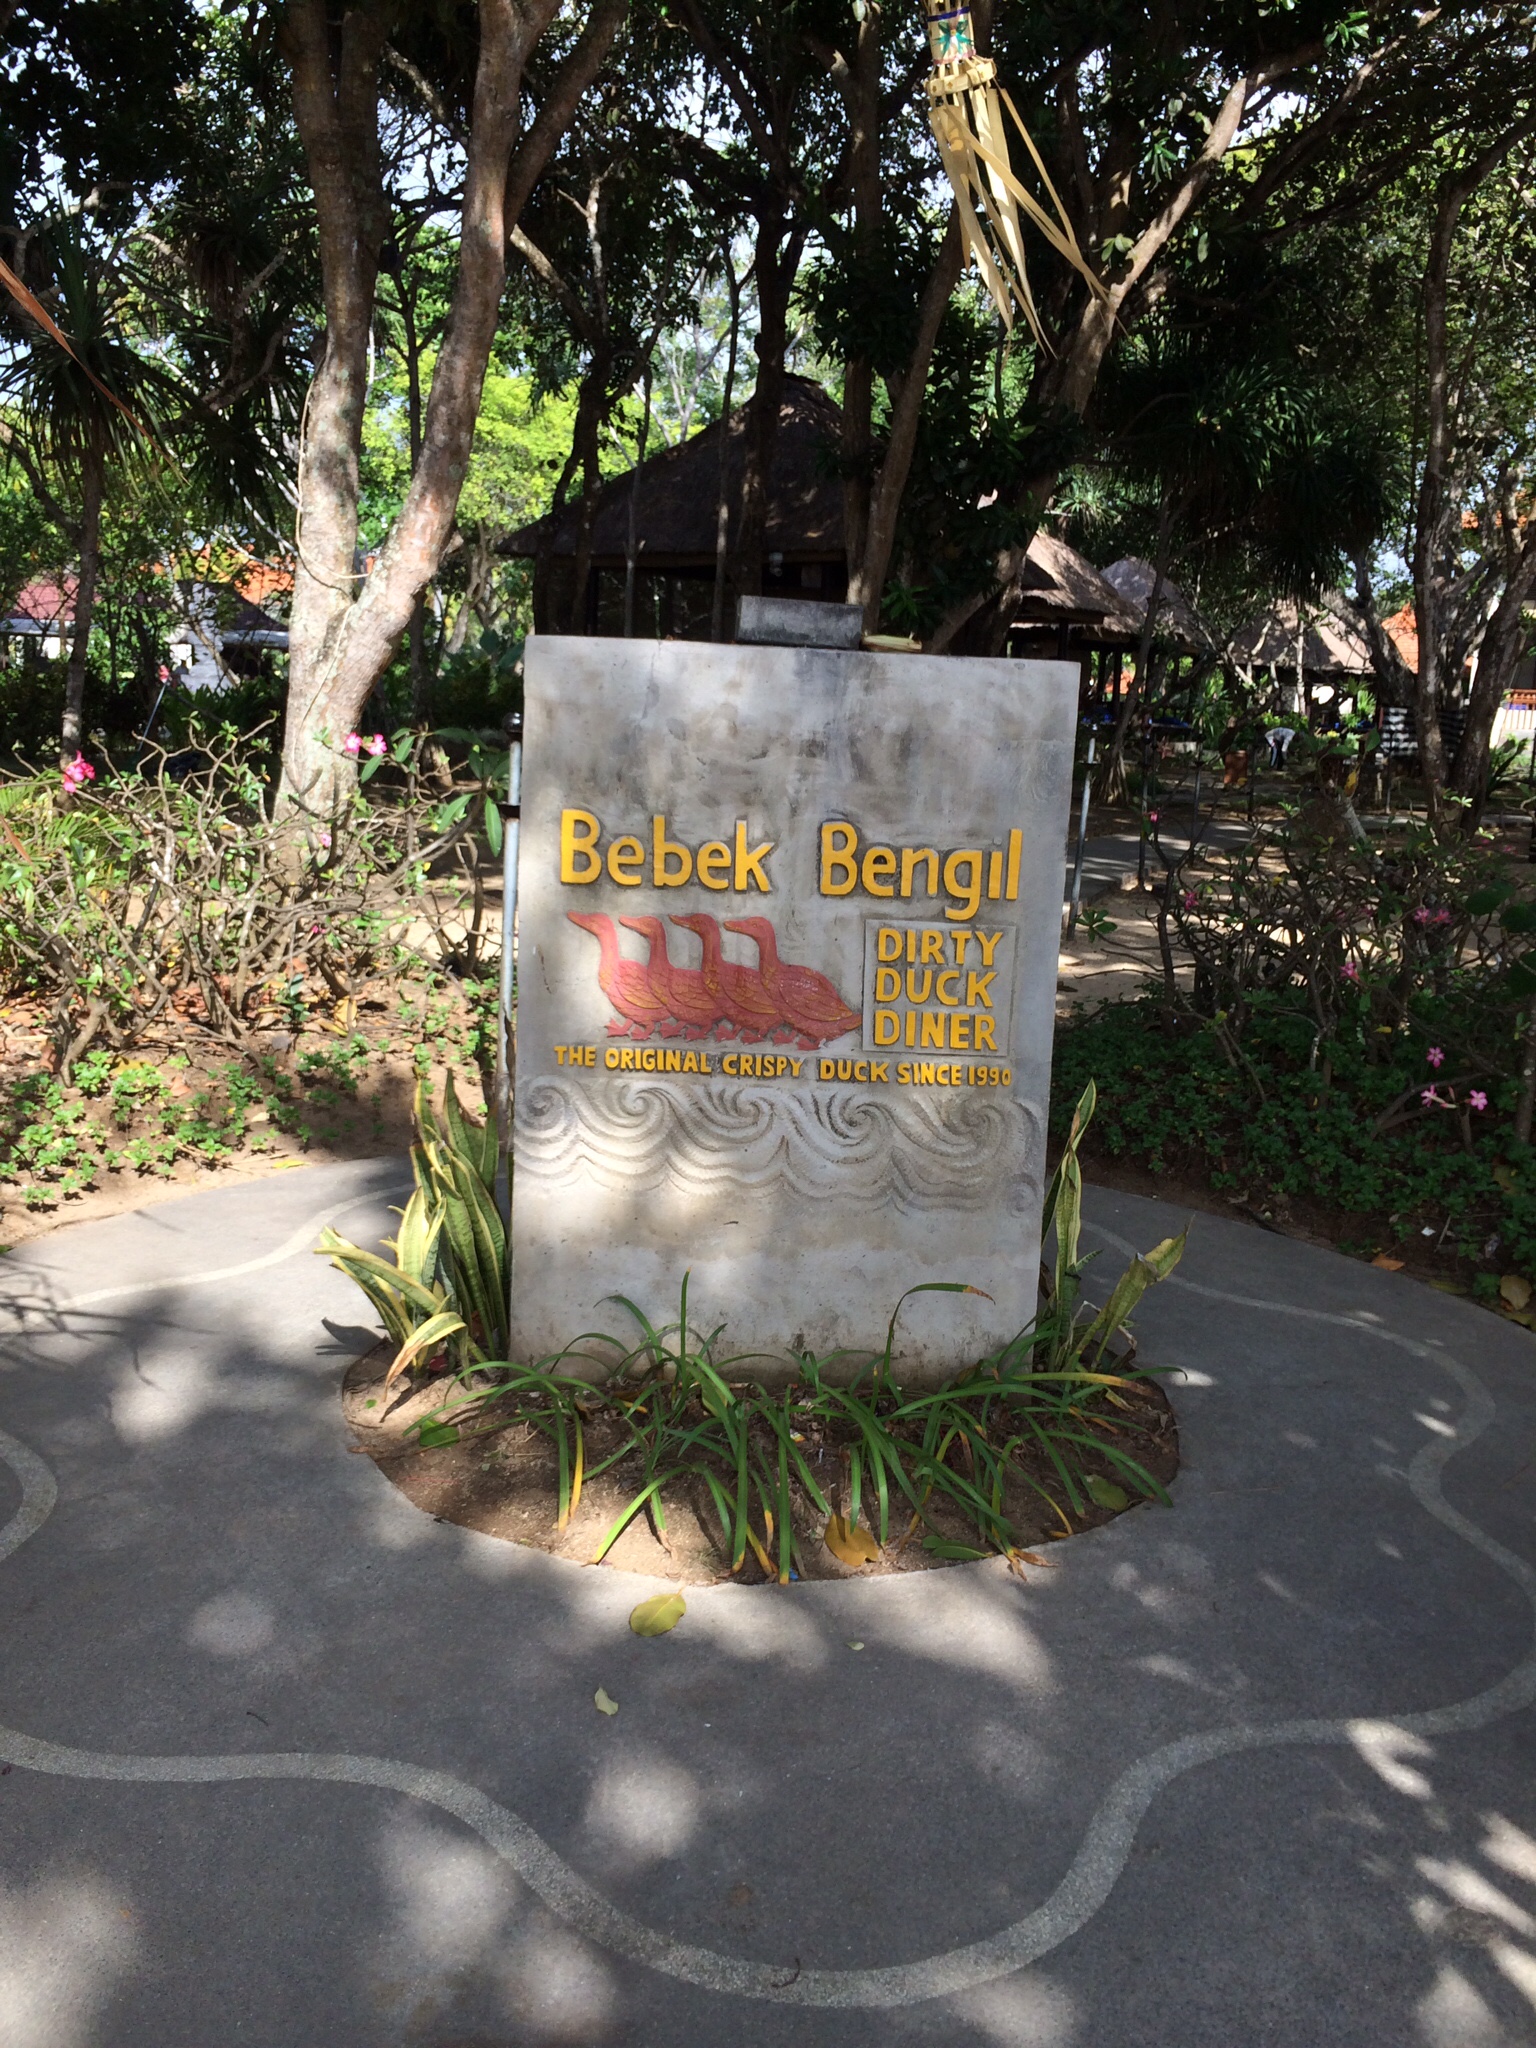 Bebek Bengil
DIRTY
DUCK
DINER
THE ORIGINAL CRISPY DUCK SINCE 1990